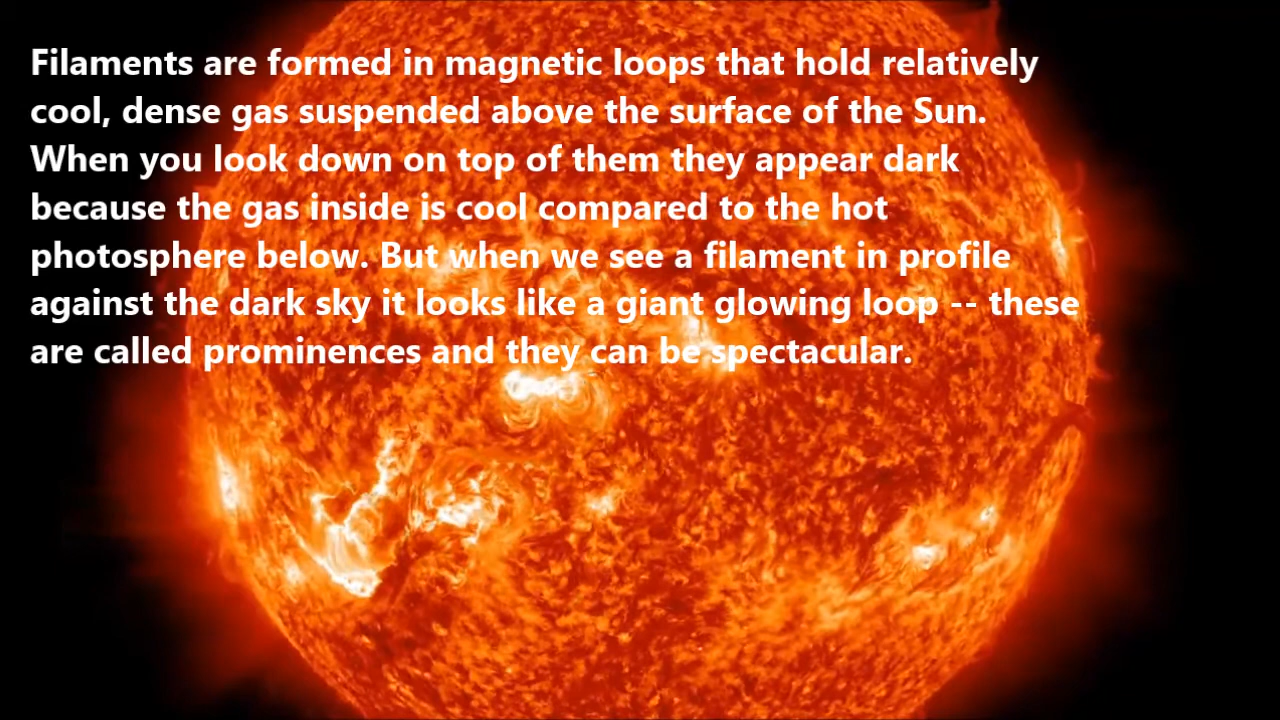 Filaments are formed in magnetic loops that hold relatively
cool, dense gas suspended above the surface of the Sun.
When you look down on top of them they appear dark
because the gas inside is cool compared to the hot
photosphere below. But when we see a filament in profile
against the dark sky it looks like a giant glowing loop -- these
are called prominences and they can be spectacular.